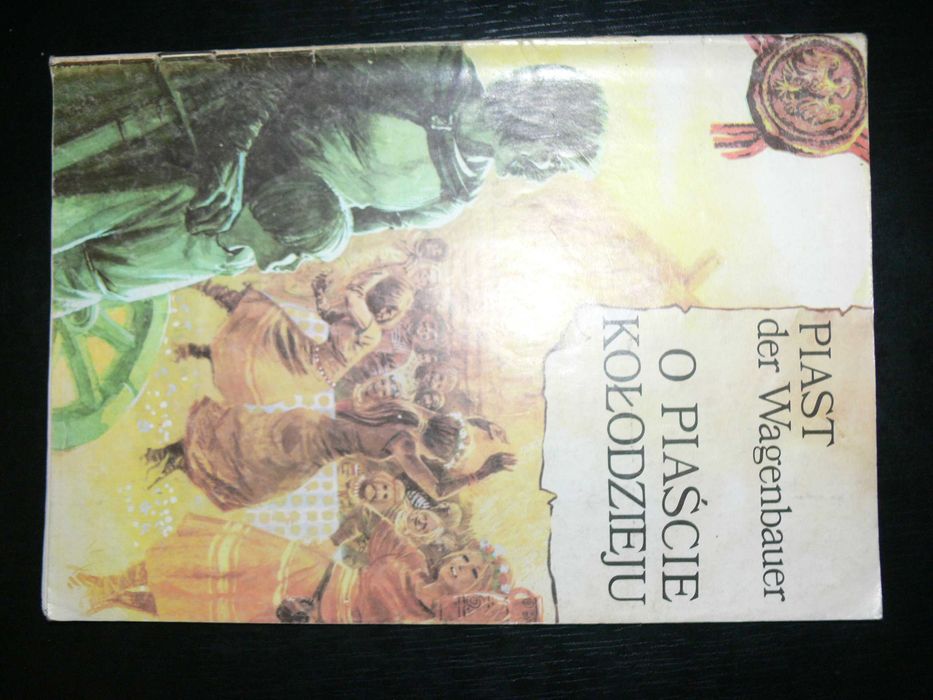 PIAST
der Wagenbauer
O PIAŚCIE
KOŁODZIEJU